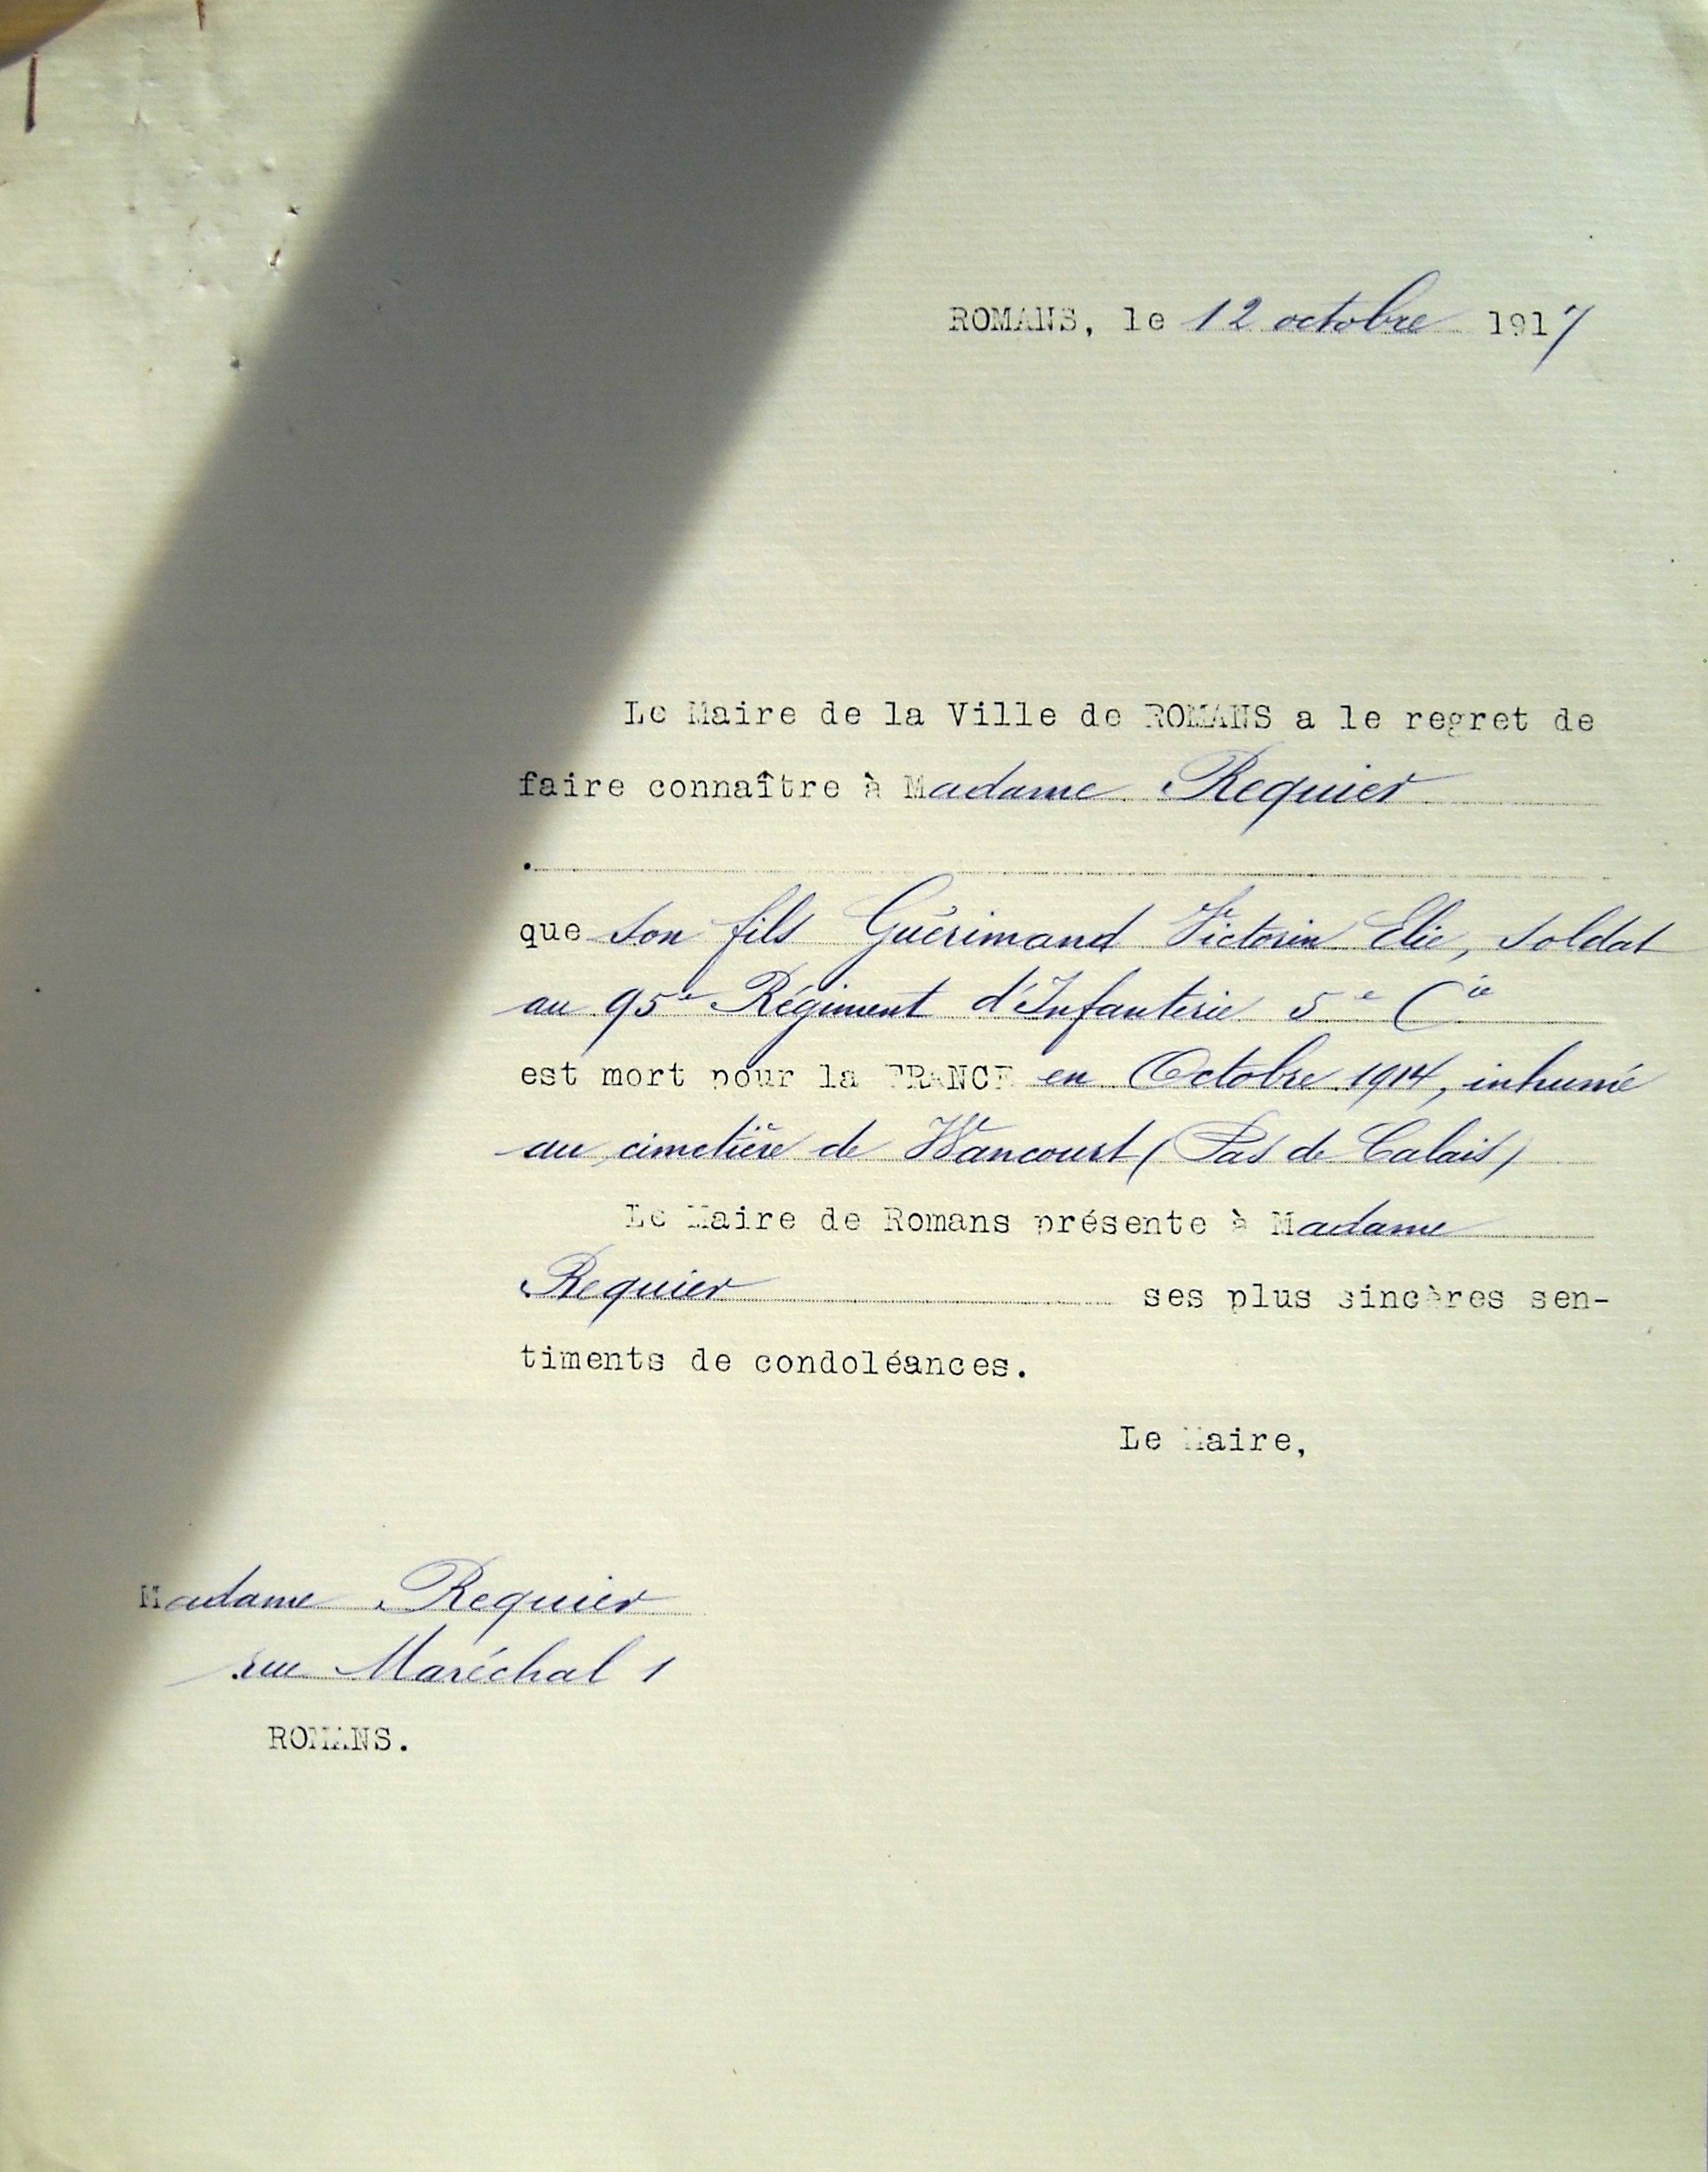 ROMANS, le 12 octobre 1917
Le Maire de la Ville de ROMANS a le regret de
faire connaître à Madame Requier
que son fils Guérimand Victorin Elie, soldat
au 95e Régiment d'Infanterie 5e Cie
est mort pour la FRANCE en Octobre 1914, inhumé
au cimetière de Wancourt (Pas de Calais)
Le Maire de Romans présente à Madame
Requier ses plus sincères sen-
timents de condoléances.
Le Maire,
Madame Requier
rue Maréchal 1
ROMANS.